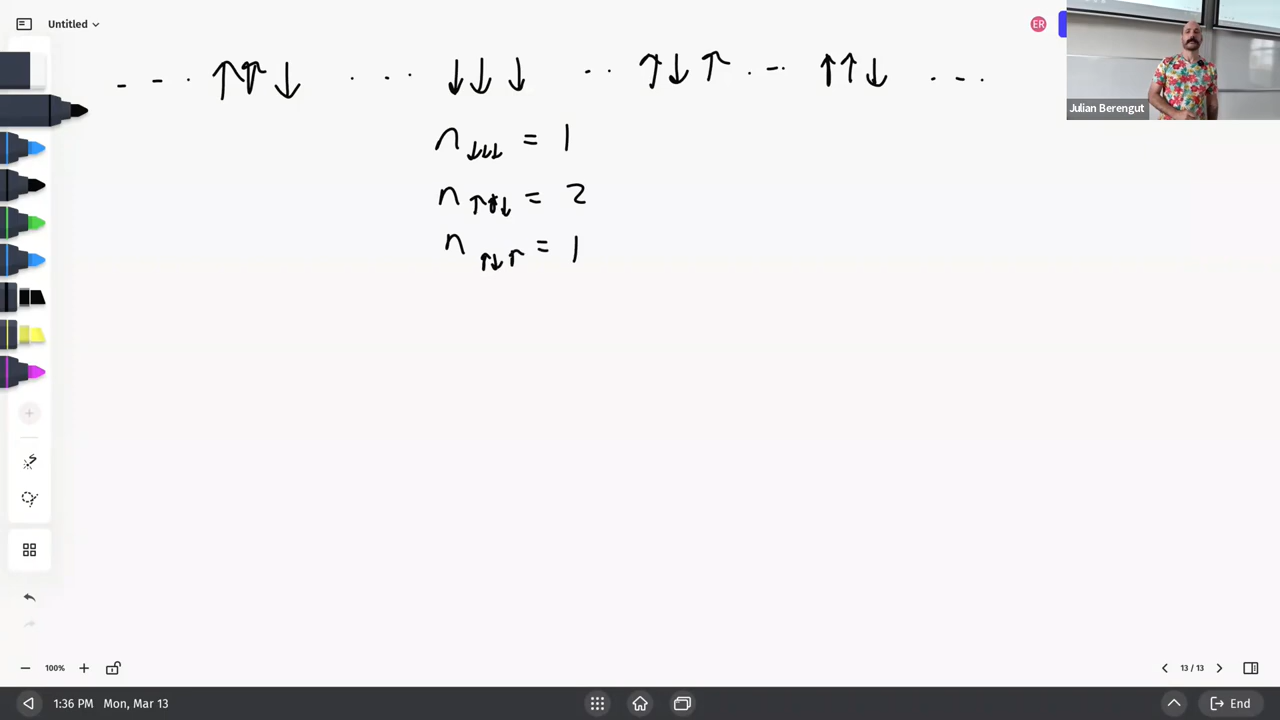 Untitled
ER
Julian Berengut
- - · ↑↑↓ · · · ↓↓↓ · · ↑↓↑ · - · ↑↑↓ · - ·
n↓↓↓ = 1
n↑↑↓ = 2
n↑↓↑ = 1
100%
13 / 13
1:36 PM Mon, Mar 13
End